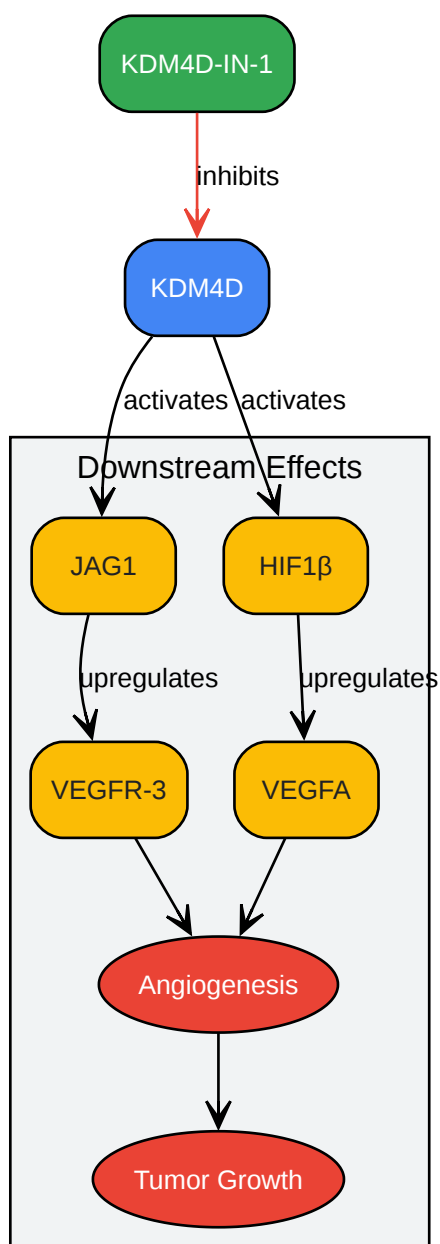 KDM4D-IN-1
inhibits
KDM4D
activates
activates
Downstream Effects
JAG1
HIF1β
upregulates
upregulates
VEGFR-3
VEGFA
Angiogenesis
Tumor Growth